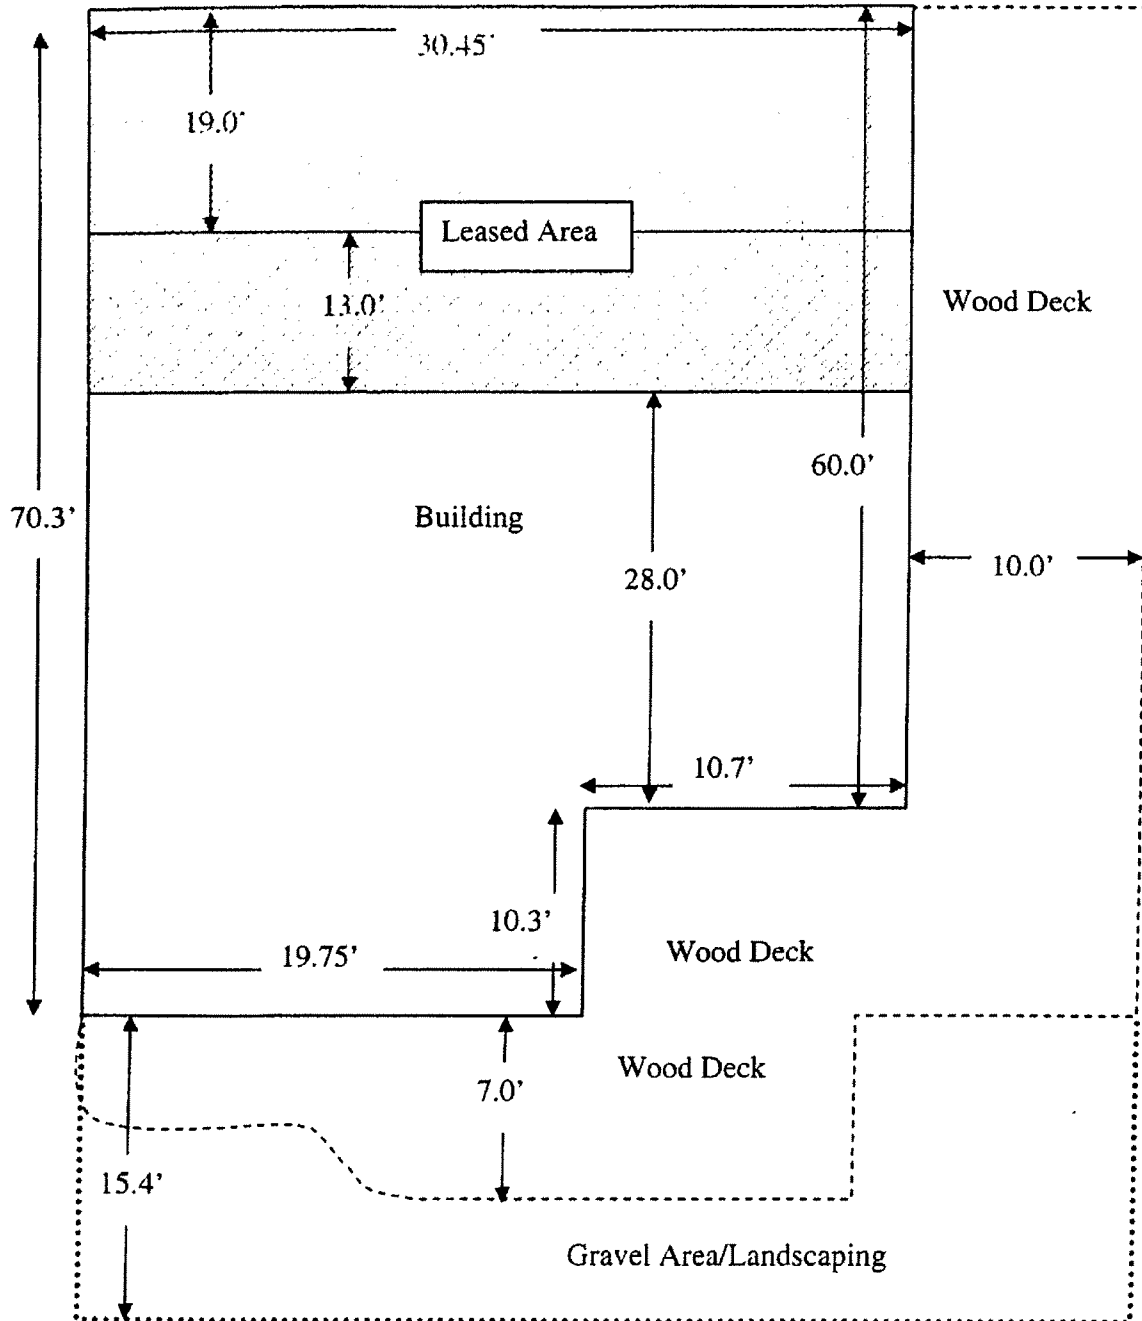 30.45'
19.0'
Leased Area
13.0'
Wood Deck
60.0'
70.3'
Building
10.0'
28.0'
10.7'
10.3'
19.75'
Wood Deck
Wood Deck
7.0'
15.4'
Gravel Area/Landscaping